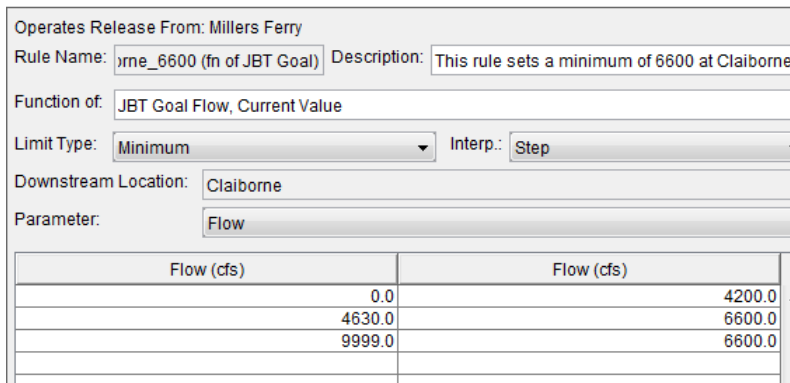 Operates Release From: Millers Ferry
Rule Name: orne_6600 (fn of JBT Goal) Description: This rule sets a minimum of 6600 at Claiborne
Function of: JBT Goal Flow, Current Value
Limit Type: Minimum Interp.: Step
Downstream Location: Claiborne
Parameter: Flow
Flow (cfs) Flow (cfs)
0.0 4200.0
4630.0 6600.0
9999.0 6600.0